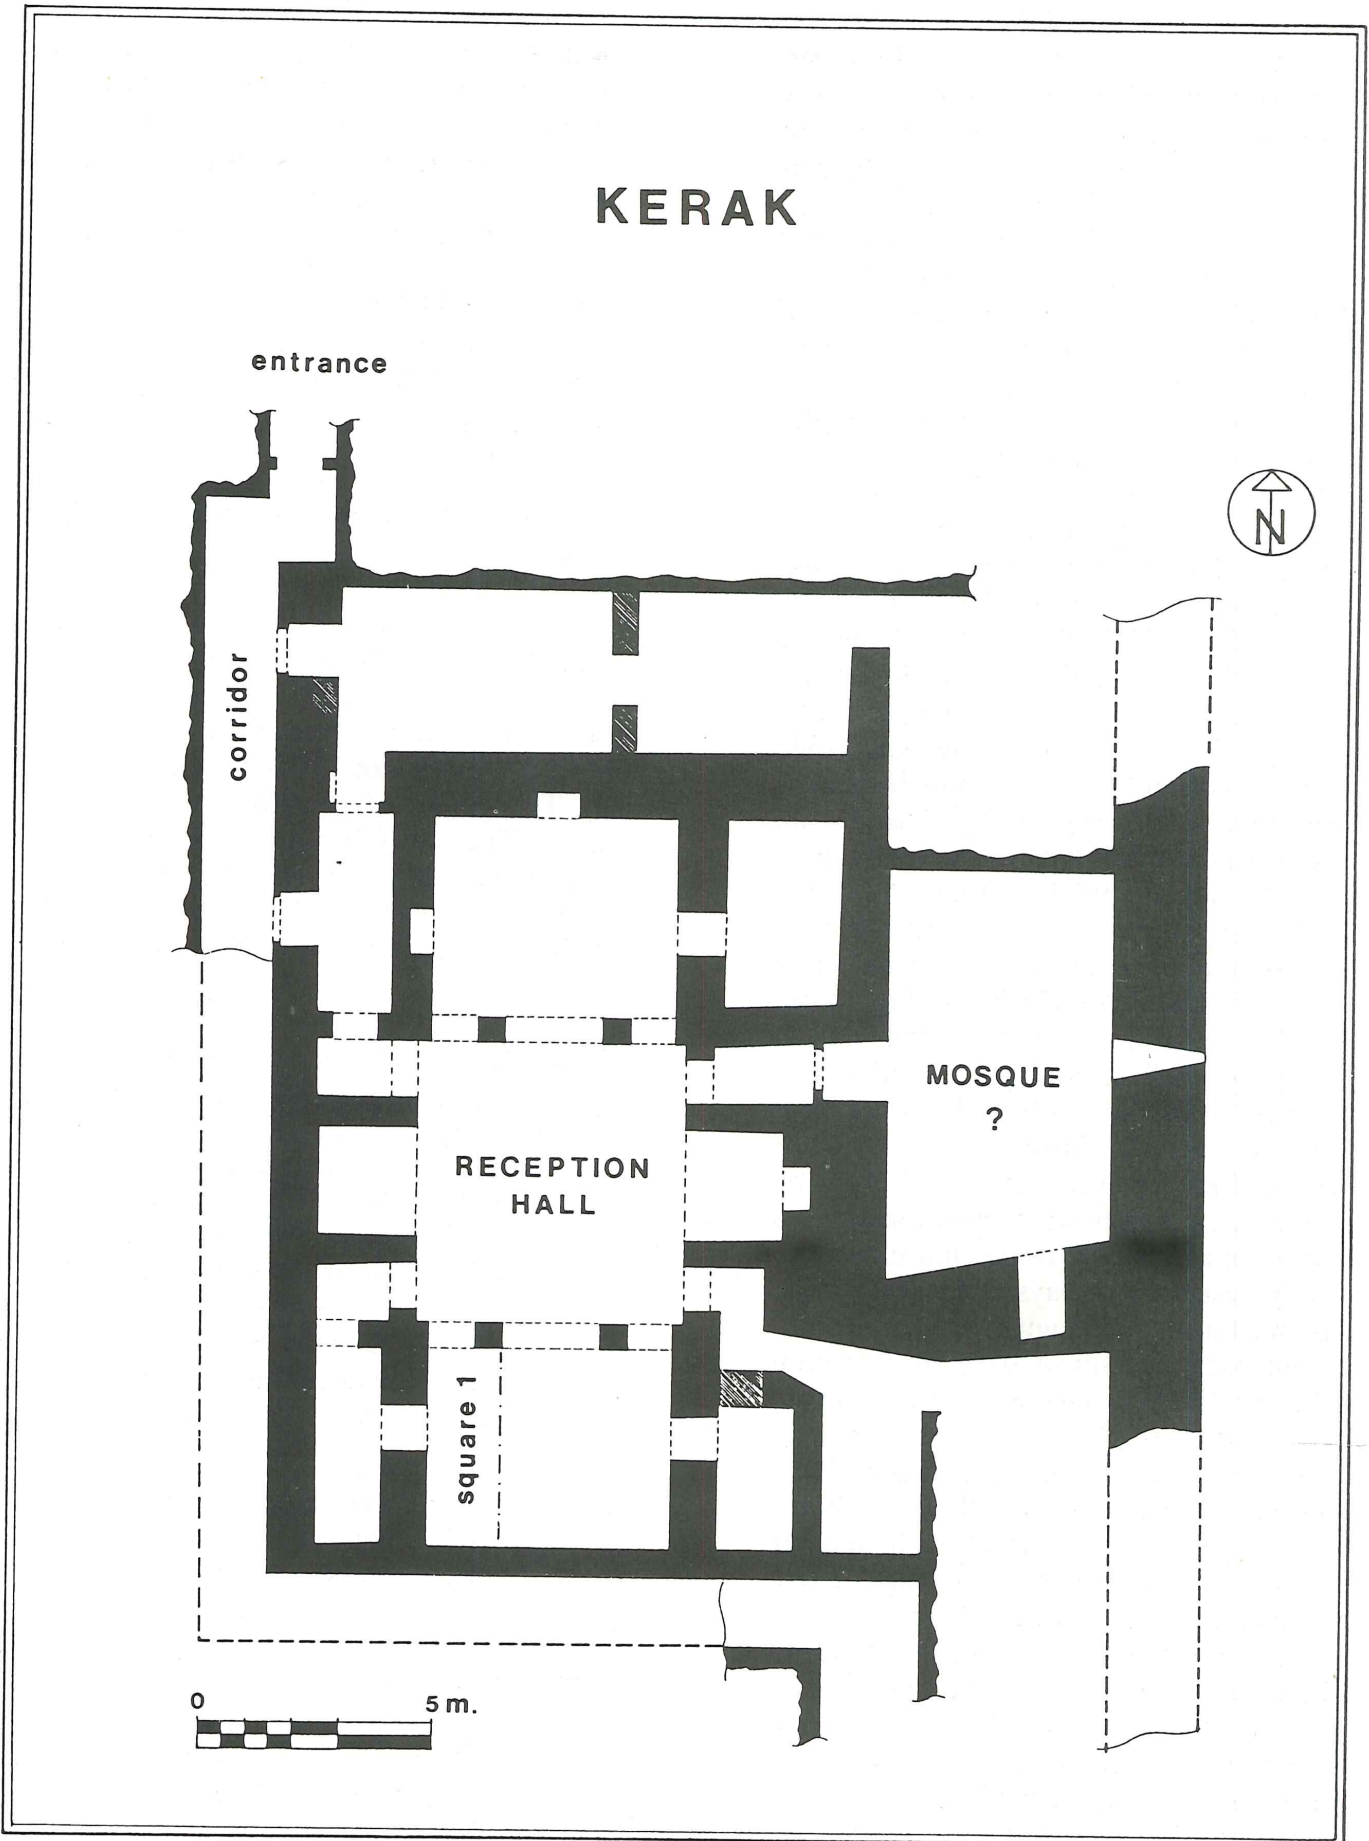 KERAK
entrance
N
corridor
MOSQUE
?
RECEPTION
HALL
square 1
0 5 m.